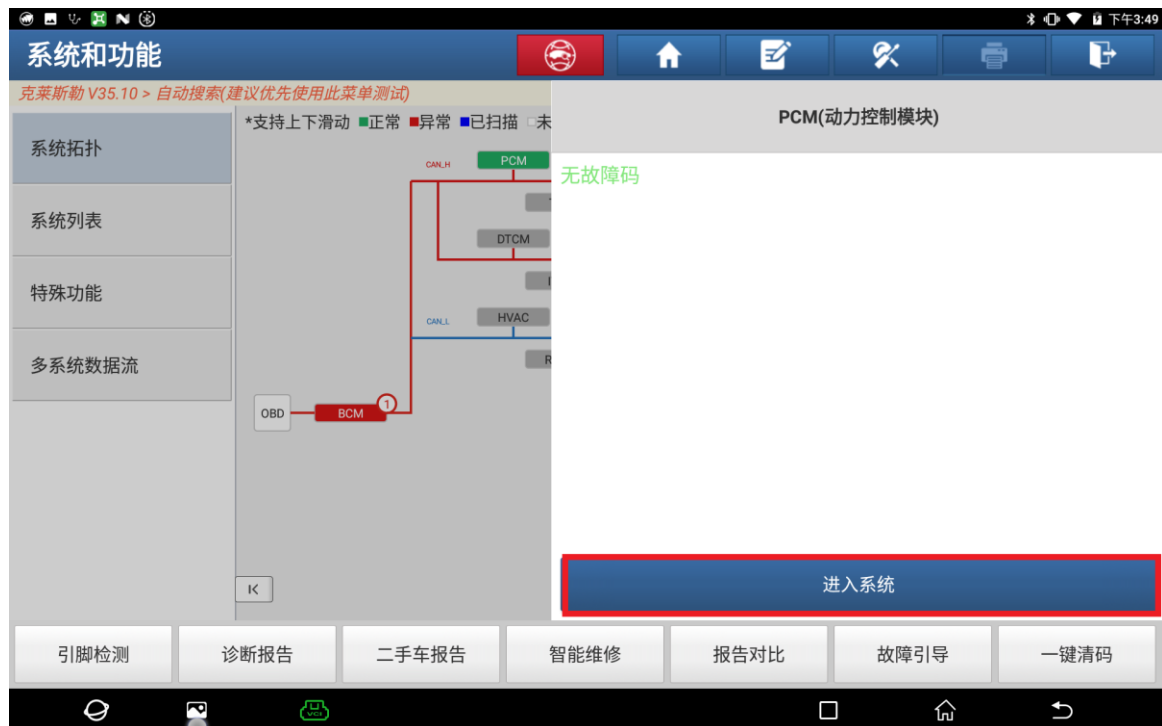 下午3:49
系统和功能
克莱斯勒 V35.10 > 自动搜索(建议优先使用此菜单测试)
系统拓扑
系统列表
特殊功能
多系统数据流
*支持上下滑动 ■正常 ■异常 ■已扫描 □未
CAN_H
PCM
DTCM
CAN_L
HVAC
R
OBD
BCM
1
PCM(动力控制模块)
无故障码
进入系统
引脚检测
诊断报告
二手车报告
智能维修
报告对比
故障引导
一键清码
VCI